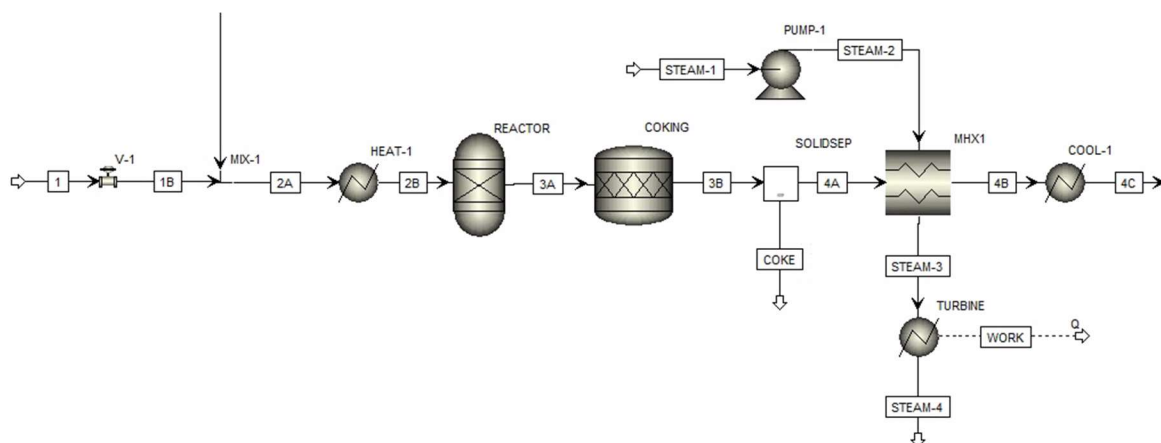 PUMP-1
STEAM-2
STEAM-1
REACTOR
COKING
SOLIDSEP
MHX1
COOL-1
V-1
MIX-1
HEAT-1
1
1B
2A
2B
3A
3B
4A
4B
4C
COKE
STEAM-3
TURBINE
WORK
Q
STEAM-4